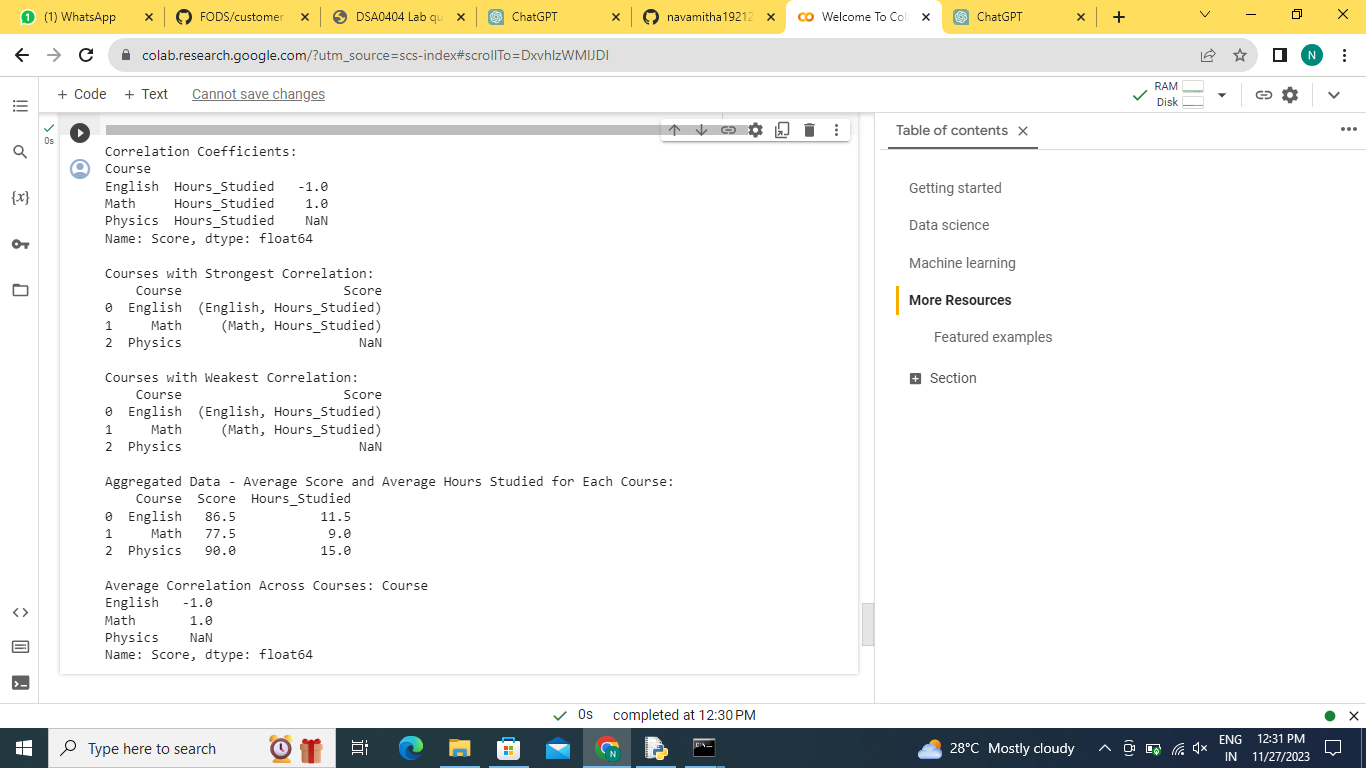 (1) WhatsApp
FODS/customer
DSA0404 Lab qu
ChatGPT
navamitha19212
Welcome To Col
ChatGPT
colab.research.google.com/?utm_source=scs-index#scrollTo=DxvhIzWMIJDI
N
+ Code + Text Cannot save changes
RAM
Disk
0s
Correlation Coefficients:
Course
English Hours_Studied -1.0
Math Hours_Studied 1.0
Physics Hours_Studied NaN
Name: Score, dtype: float64
Courses with Strongest Correlation:
Course Score
0 English (English, Hours_Studied)
1 Math (Math, Hours_Studied)
2 Physics NaN
Courses with Weakest Correlation:
Course Score
0 English (English, Hours_Studied)
1 Math (Math, Hours_Studied)
2 Physics NaN
Aggregated Data - Average Score and Average Hours Studied for Each Course:
Course Score Hours_Studied
0 English 86.5 11.5
1 Math 77.5 9.0
2 Physics 90.0 15.0
Average Correlation Across Courses: Course
English -1.0
Math 1.0
Physics NaN
Name: Score, dtype: float64
Table of contents
Getting started
Data science
Machine learning
More Resources
Featured examples
Section
{x}
0s completed at 12:30 PM
Type here to search
28°C Mostly cloudy
ENG
IN
12:31 PM
11/27/2023